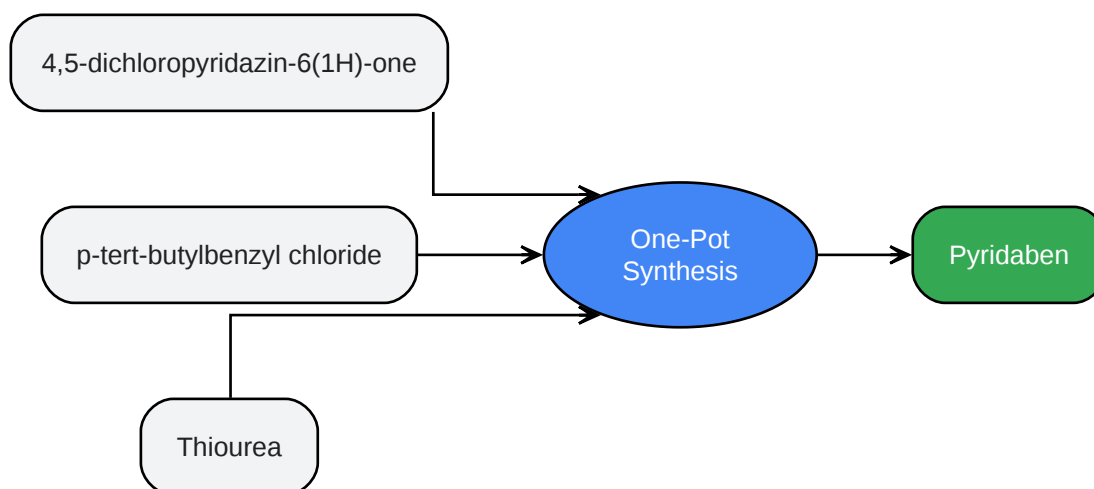 4,5-dichloropyridazin-6(1H)-one
p-tert-butylbenzyl chloride
One-Pot
Synthesis
Pyridaben
Thiourea